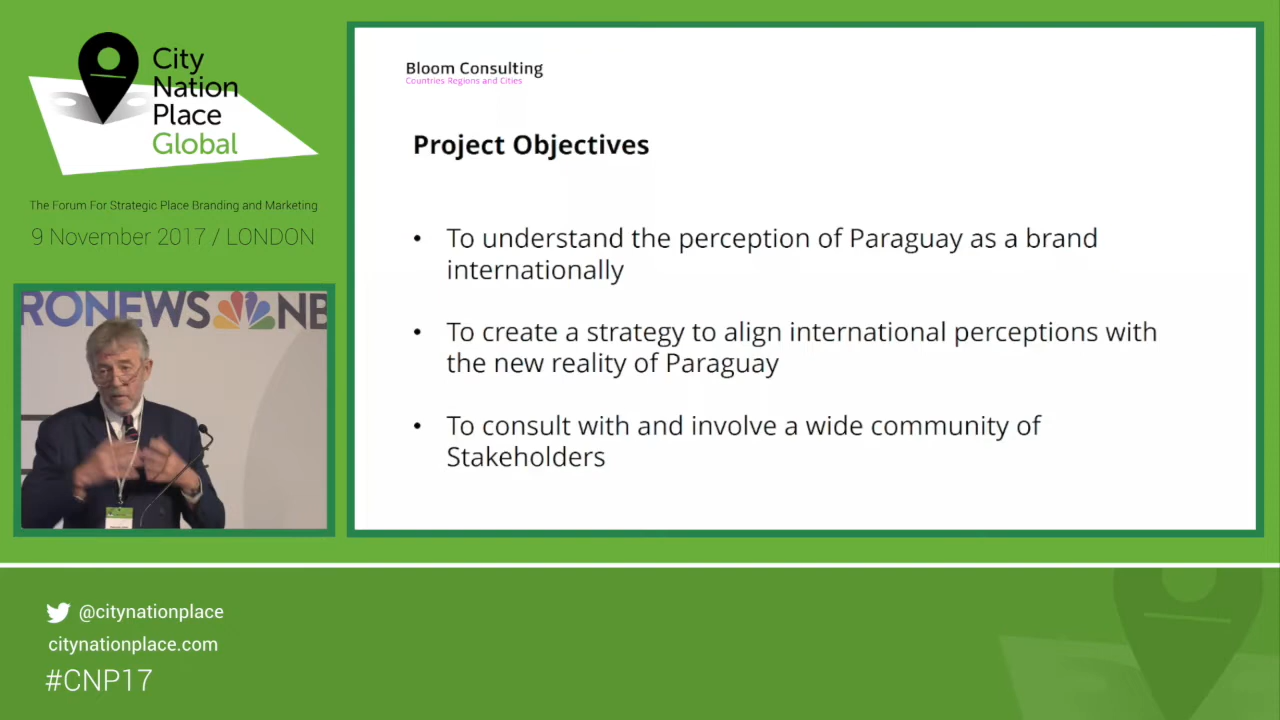 City
Nation
Place
Global
The Forum For Strategic Place Branding and Marketing
9 November 2017 / LONDON
RONEWS NB
@citynationplace
citynationplace.com
#CNP17
Bloom Consulting
Countries Regions and Cities
Project Objectives
• To understand the perception of Paraguay as a brand
internationally
• To create a strategy to align international perceptions with
the new reality of Paraguay
• To consult with and involve a wide community of
Stakeholders